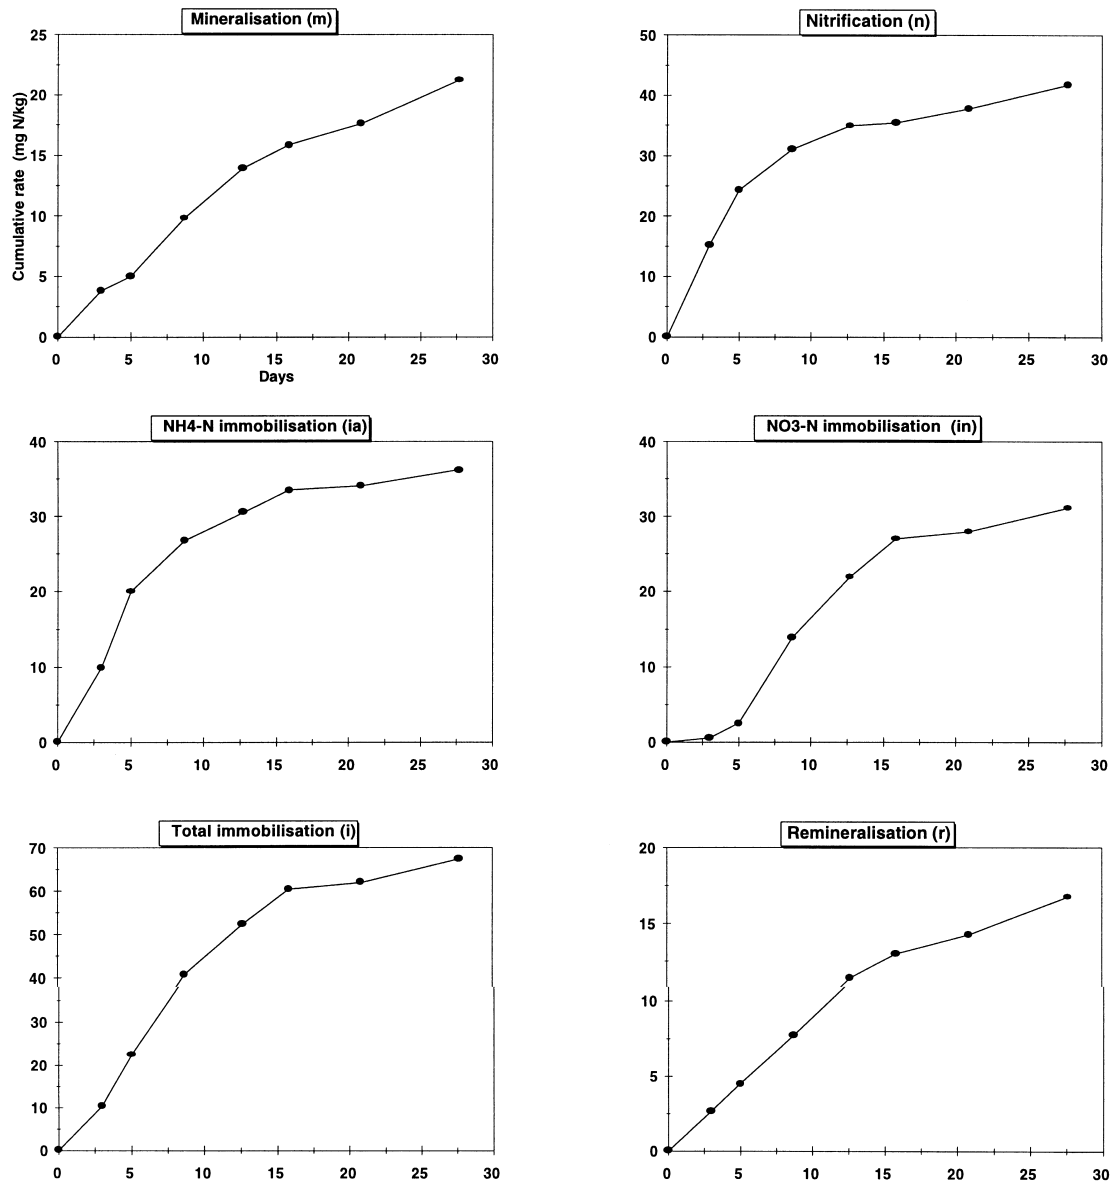 Mineralisation (m)
25
20
15
10
5
0
Cumulative rate (mg N/kg)
0 5 10 15 20 25 30
Days
Nitrification (n)
50
40
30
20
10
0
0 5 10 15 20 25 30
NH4-N immobilisation (ia)
40
30
20
10
0
0 5 10 15 20 25 30
NO3-N immobilisation (in)
40
30
20
10
0
0 5 10 15 20 25 30
Total immobilisation (i)
70
60
50
40
30
20
10
0
0 5 10 15 20 25 30
Remineralisation (r)
20
15
10
5
0
0 5 10 15 20 25 30